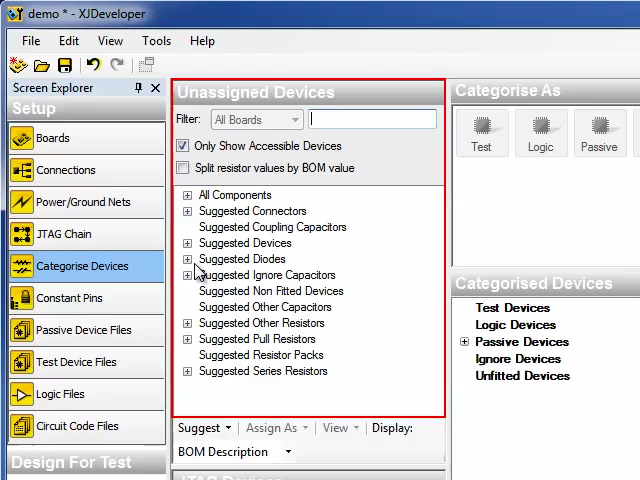 demo * - XJDeveloper
File Edit View Tools Help
Screen Explorer
Setup
Boards
Connections
Power/Ground Nets
JTAG Chain
Categorise Devices
Constant Pins
Passive Device Files
Test Device Files
Logic Files
Circuit Code Files
Design For Test
Unassigned Devices
Filter: All Boards
Only Show Accessible Devices
Split resistor values by BOM value
All Components
Suggested Connectors
Suggested Coupling Capacitors
Suggested Devices
Suggested Diodes
Suggested Ignore Capacitors
Suggested Non Fitted Devices
Suggested Other Capacitors
Suggested Other Resistors
Suggested Pull Resistors
Suggested Resistor Packs
Suggested Series Resistors
Suggest Assign As View Display:
BOM Description
JTAG Devices
Categorise As
Test Logic Passive
Categorised Devices
Test Devices
Logic Devices
Passive Devices
Ignore Devices
Unfitted Devices